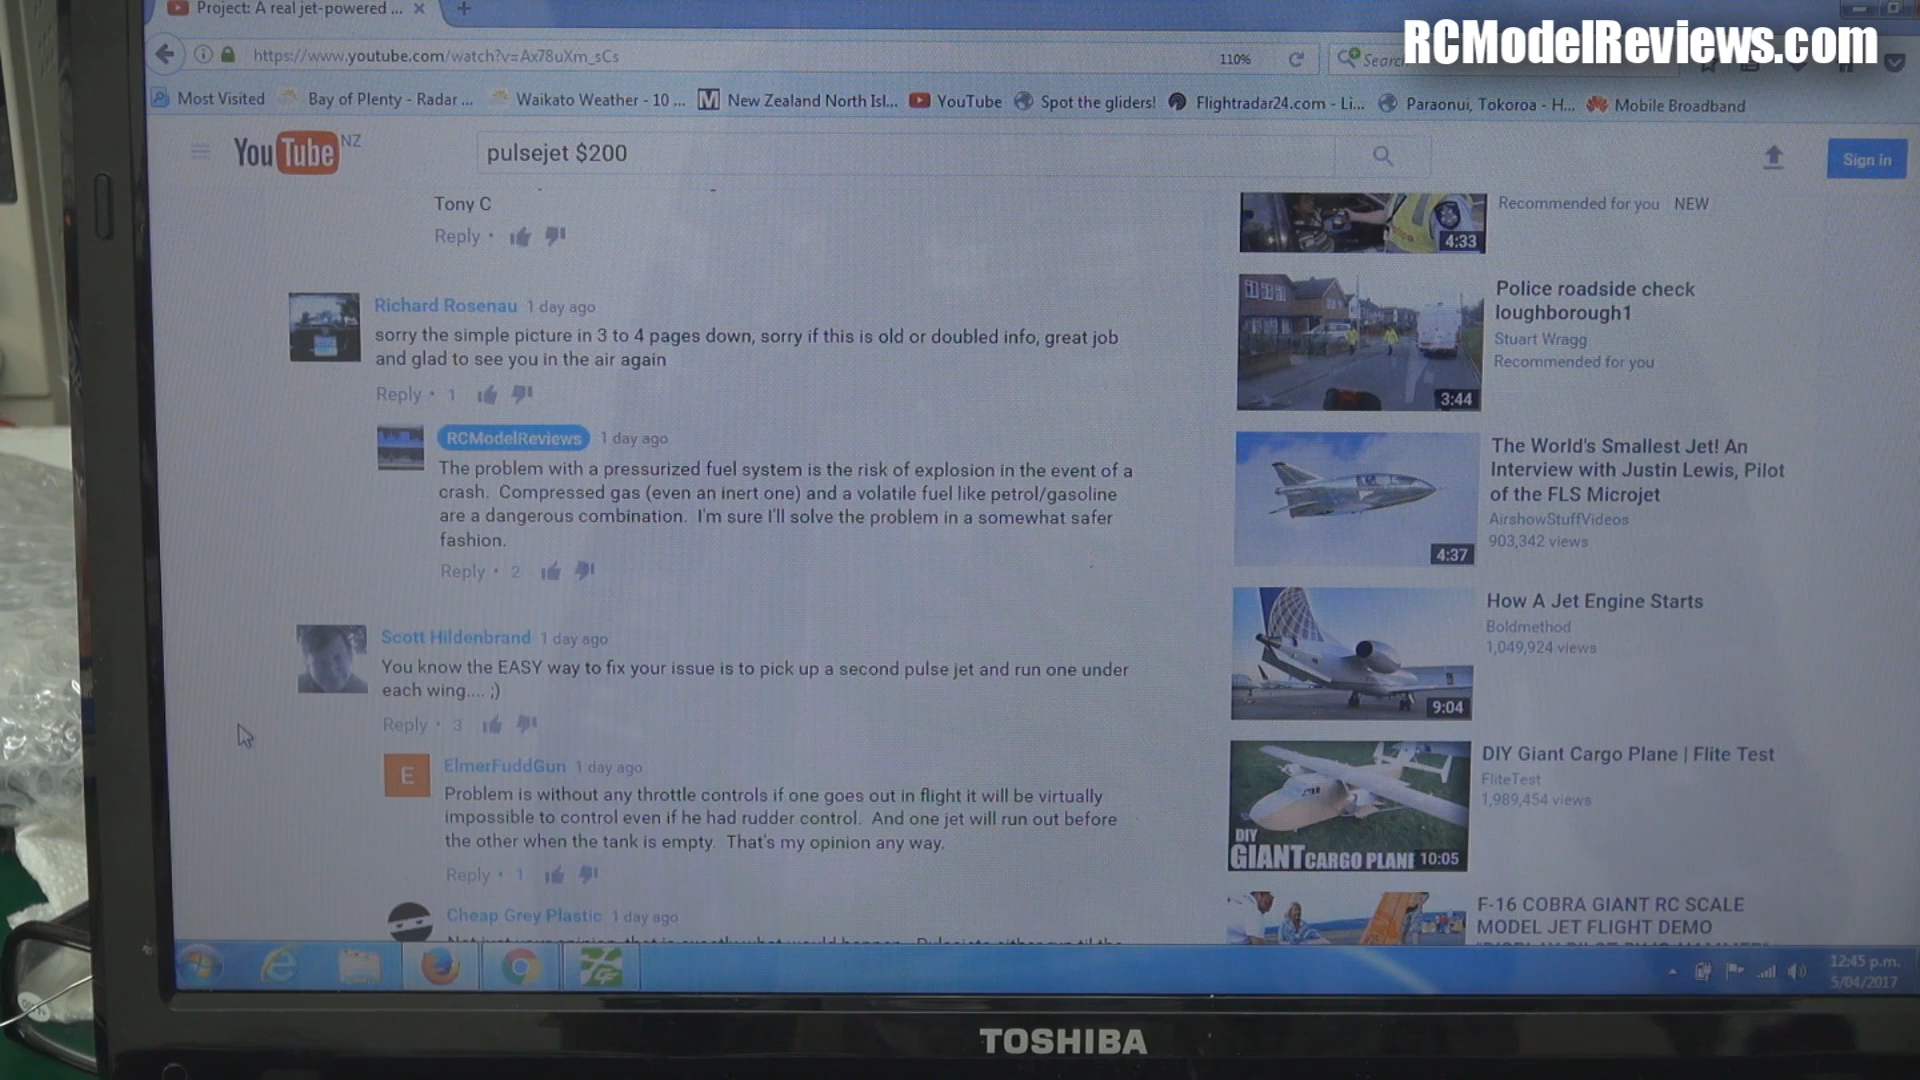 RCModelReviews.com
Project: A real jet-powered ...
https://www.youtube.com/watch?v=Ax78uXm_sCs
110%
Search
Most Visited
Bay of Plenty - Radar ...
Waikato Weather - 10 ...
New Zealand North Isl...
YouTube
Spot the gliders!
Flightradar24.com - Li...
Paraonui, Tokoroa - H...
Mobile Broadband
YouTube NZ
pulsejet $200
Sign in
Tony C
Reply •
Richard Rosenau 1 day ago
sorry the simple picture in 3 to 4 pages down, sorry if this is old or doubled info, great job
and glad to see you in the air again
Reply • 1
RCModelReviews 1 day ago
The problem with a pressurized fuel system is the risk of explosion in the event of a
crash. Compressed gas (even an inert one) and a volatile fuel like petrol/gasoline
are a dangerous combination. I'm sure I'll solve the problem in a somewhat safer
fashion.
Reply • 2
Scott Hildenbrand 1 day ago
You know the EASY way to fix your issue is to pick up a second pulse jet and run one under
each wing.... ;)
Reply • 3
E
ElmerFuddGun 1 day ago
Problem is without any throttle controls if one goes out in flight it will be virtually
impossible to control even if he had rudder control. And one jet will run out before
the other when the tank is empty. That's my opinion any way.
Reply • 1
Cheap Grey Plastic 1 day ago
4:33
Recommended for you NEW
3:44
Police roadside check
loughborough1
Stuart Wragg
Recommended for you
4:37
The World's Smallest Jet! An
Interview with Justin Lewis, Pilot
of the FLS Microjet
AirshowStuffVideos
903,342 views
9:04
How A Jet Engine Starts
Boldmethod
1,049,924 views
DIY
GIANT CARGO PLANE
10:05
DIY Giant Cargo Plane | Flite Test
FliteTest
1,989,454 views
F-16 COBRA GIANT RC SCALE
MODEL JET FLIGHT DEMO
12:45 p.m.
5/04/2017
TOSHIBA